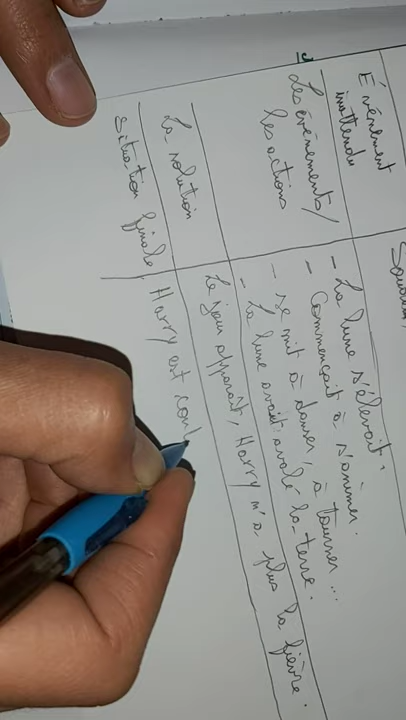 Événement
inattendu
Soudain,
- La lune s'élevait,
Les événements/
les actions
- Commençait à s'animer.
- se mit à danser, à tourner...
- La lune avait avalé la terre.
La solution
Le jour apparaît, Harry n'a plus la fièvre.
Situation finale
Harry est con